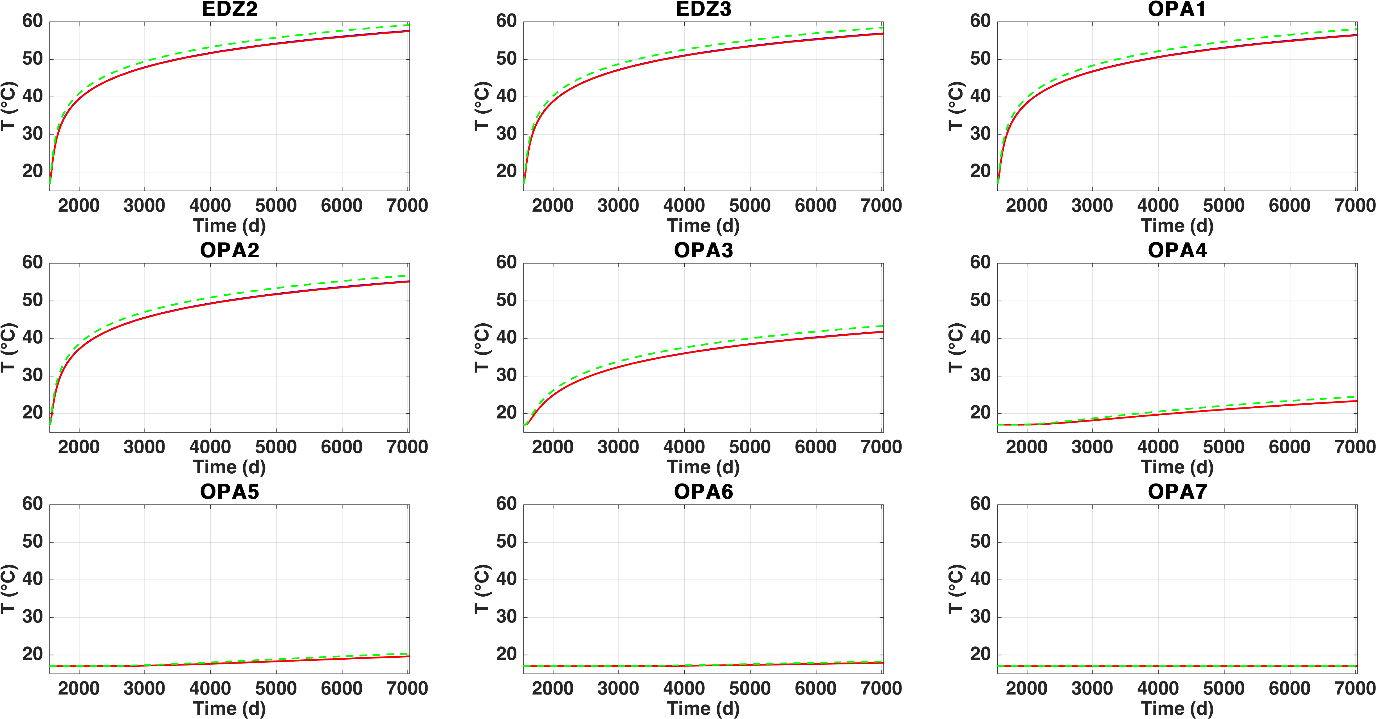 EDZ2 EDZ3 OPA1
60 60 60
50 50 50
40 40 40
30 30 30
20 20 20
T (°C) T (°C) T (°C)
2000 3000 4000 5000 6000 7000 2000 3000 4000 5000 6000 7000 2000 3000 4000 5000 6000 7000
Time (d) Time (d) Time (d)
OPA2 OPA3 OPA4
60 60 60
50 50 50
40 40 40
30 30 30
20 20 20
T (°C) T (°C) T (°C)
2000 3000 4000 5000 6000 7000 2000 3000 4000 5000 6000 7000 2000 3000 4000 5000 6000 7000
Time (d) Time (d) Time (d)
OPA5 OPA6 OPA7
60 60 60
50 50 50
40 40 40
30 30 30
20 20 20
T (°C) T (°C) T (°C)
2000 3000 4000 5000 6000 7000 2000 3000 4000 5000 6000 7000 2000 3000 4000 5000 6000 7000
Time (d) Time (d) Time (d)